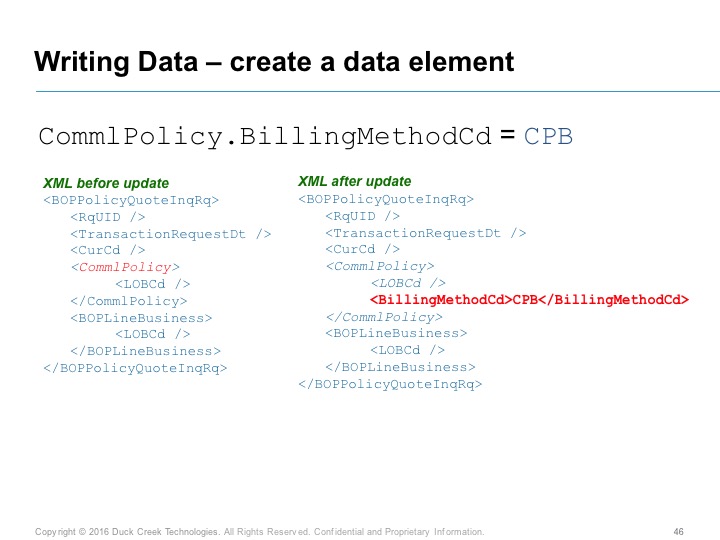 Writing Data – create a data element
CommlPolicy.BillingMethodCd = CPB
XML before update
<BOPPolicyQuoteInqRq>
<RqUID />
<TransactionRequestDt />
<CurCd />
<CommlPolicy>
<LOBCd />
</CommlPolicy>
<BOPLineBusiness>
<LOBCd />
</BOPLineBusiness>
</BOPPolicyQuoteInqRq>
XML after update
<BOPPolicyQuoteInqRq>
<RqUID />
<TransactionRequestDt />
<CurCd />
<CommlPolicy>
<LOBCd />
<BillingMethodCd>CPB</BillingMethodCd>
</CommlPolicy>
<BOPLineBusiness>
<LOBCd />
</BOPLineBusiness>
</BOPPolicyQuoteInqRq>
Copyright © 2016 Duck Creek Technologies. All Rights Reserved. Confidential and Proprietary Information.
46